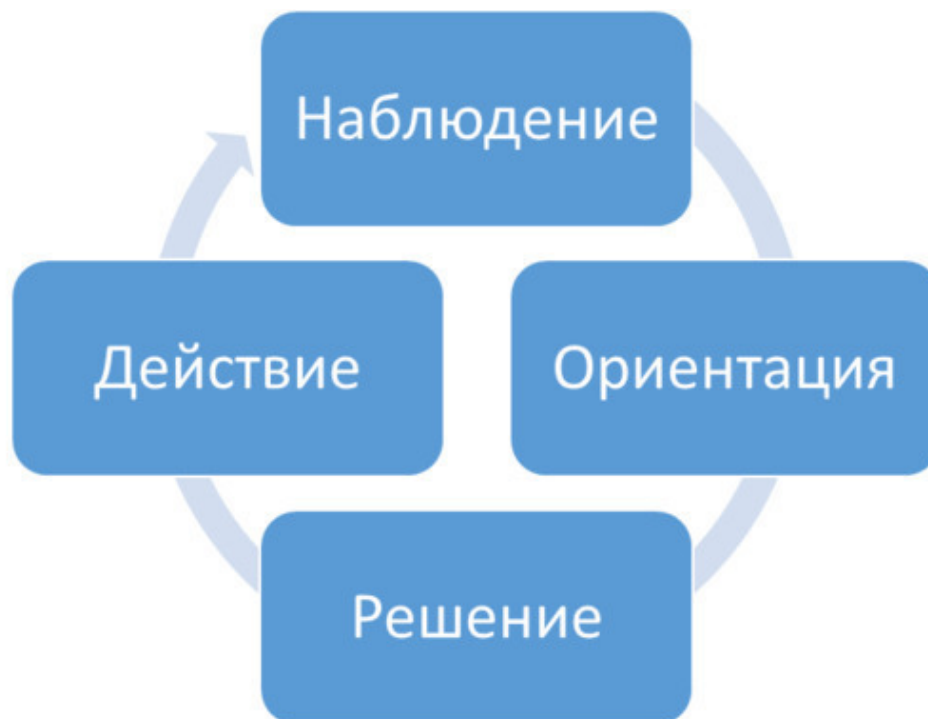 Наблюдение
Ориентация
Решение
Действие